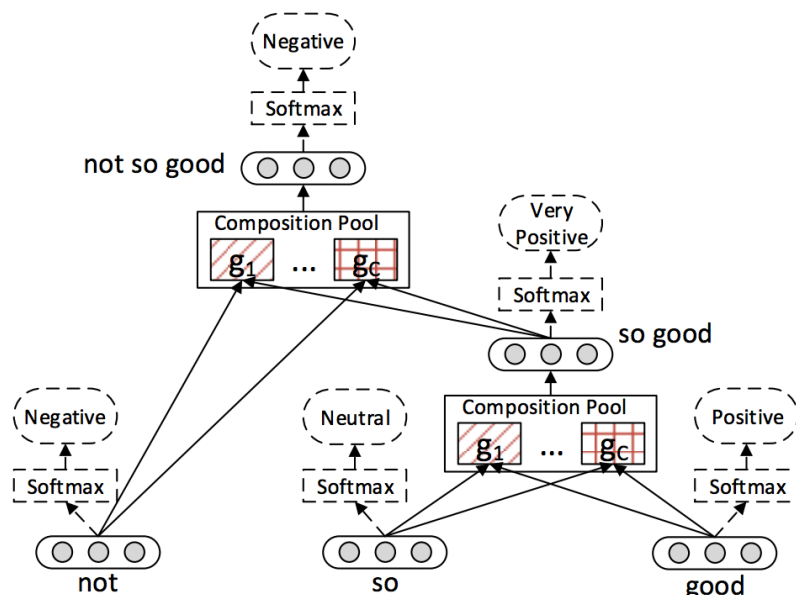 Negative
Softmax
not so good
Composition Pool
g1 ... gC
Very
Positive
Softmax
so good
Negative
Neutral
Composition Pool
Positive
g1 ... gC
Softmax
Softmax
Softmax
not
so
good